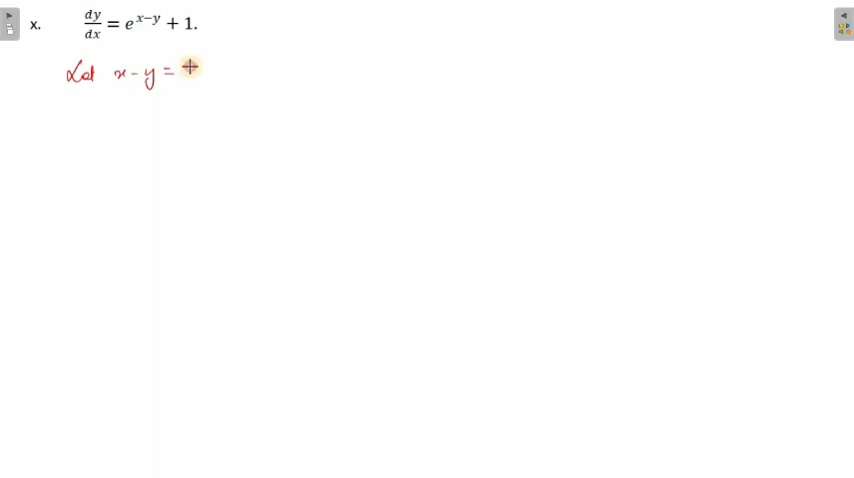 x. dy/dx = e^{x−y} + 1.
Let x - y =